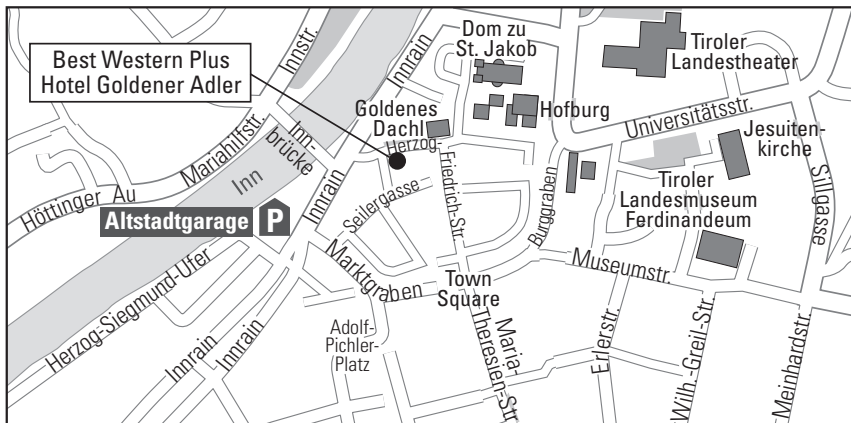 Best Western Plus
Hotel Goldener Adler
Innstr.
Innrain
Dom zu
St. Jakob
Tiroler
Landestheater
Goldenes
Dachl
Hofburg
Universitätsstr.
Mariahilfstr.
Inn-
brücke
Herzog-
Friedrich-Str.
Jesuiten-
kirche
Inn
Höttinger Au
Innrain
Seilergasse
Burggraben
Tiroler
Landesmuseum
Ferdinandeum
Sillgasse
Altstadtgarage P
Marktgraben
Town
Square
Museumstr.
Herzog-Siegmund-Ufer
Innrain
Innrain
Adolf-
Pichler-
Platz
Maria-
Theresien-Str.
Erlerstr.
Wilh.-Greil-Str.
Meinhardstr.